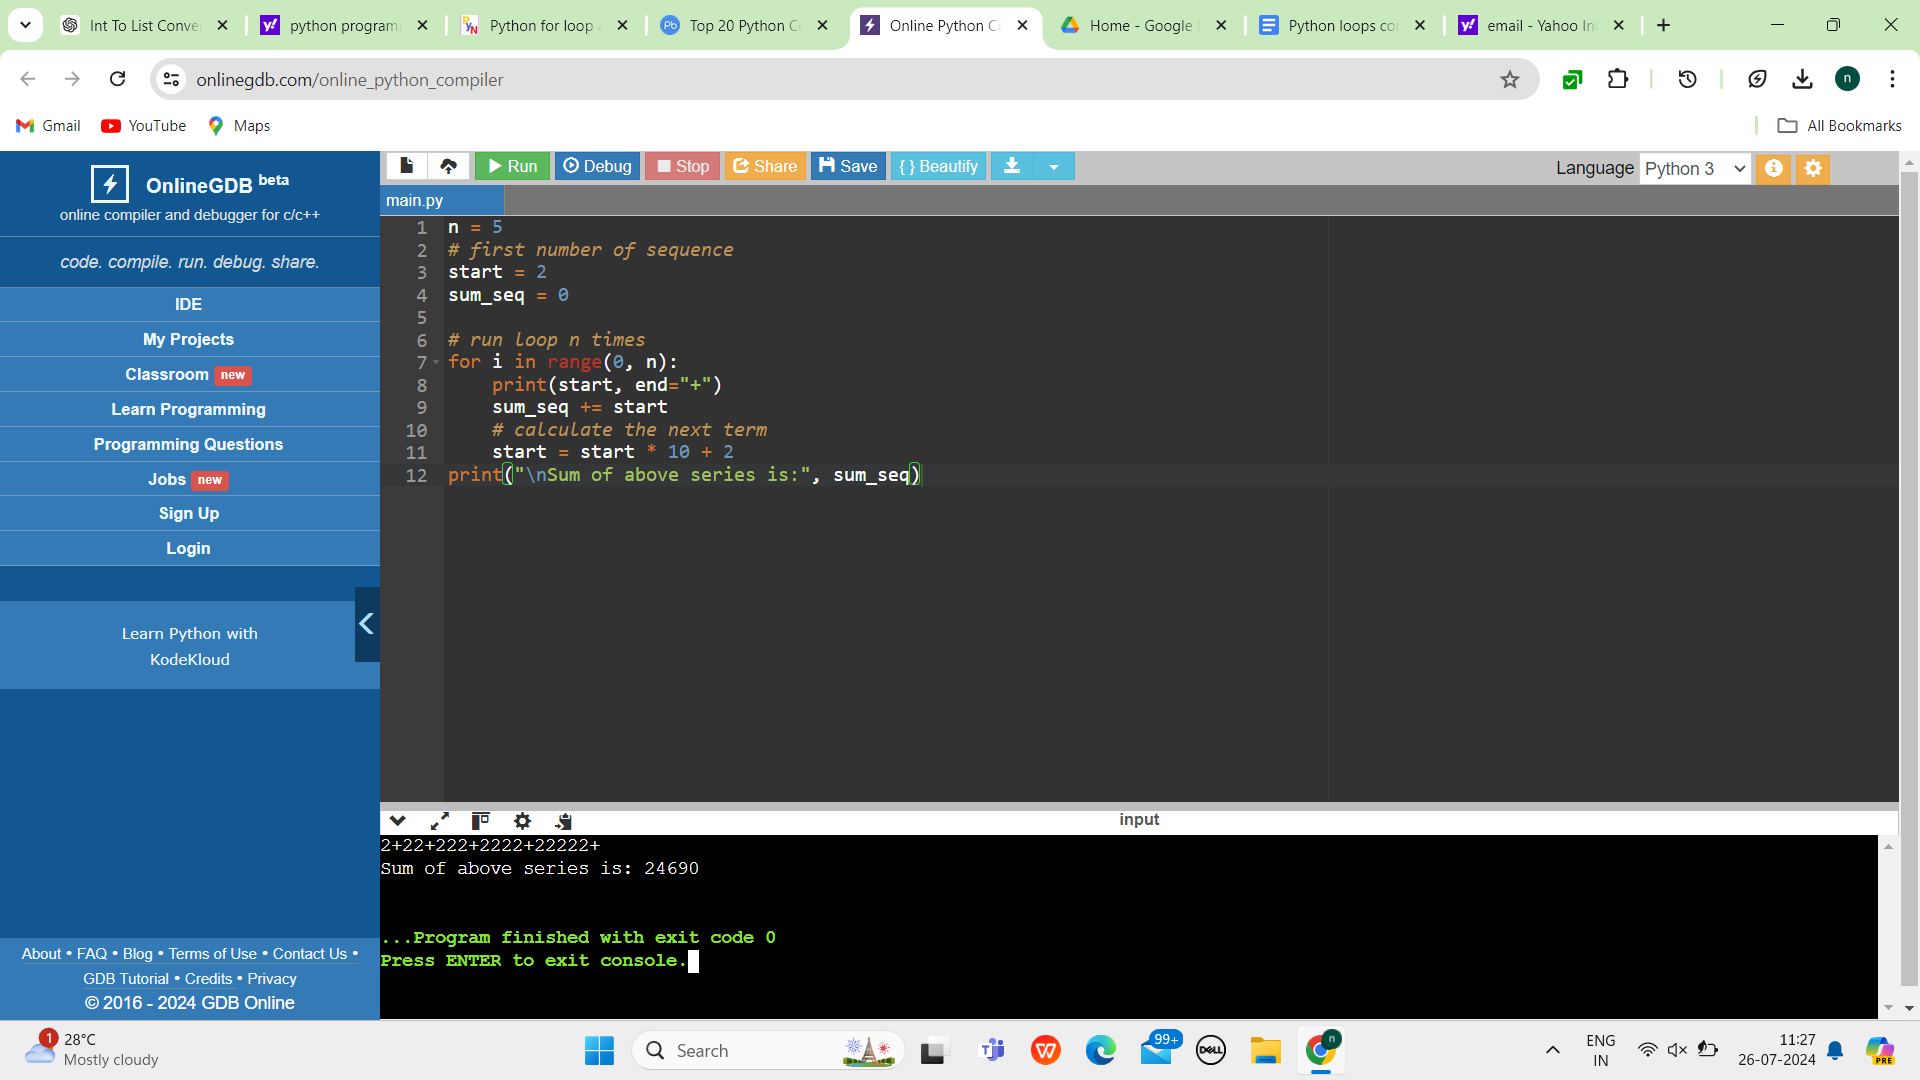 Int To List Conve
python program
Python for loop a
Top 20 Python C
Online Python Co
Home - Google
Python loops co
email - Yahoo In
onlinegdb.com/online_python_compiler
n
Gmail
YouTube
Maps
All Bookmarks
OnlineGDB beta
online compiler and debugger for c/c++
code. compile. run. debug. share.
IDE
My Projects
Classroom new
Learn Programming
Programming Questions
Jobs new
Sign Up
Login
Learn Python with
KodeKloud
About • FAQ • Blog • Terms of Use • Contact Us •
GDB Tutorial • Credits • Privacy
© 2016 - 2024 GDB Online
Run
Debug
Stop
Share
Save
{ } Beautify
Language Python 3
main.py
1 n = 5
2 # first number of sequence
3 start = 2
4 sum_seq = 0
5
6 # run loop n times
7 for i in range(0, n):
8 print(start, end="+")
9 sum_seq += start
10 # calculate the next term
11 start = start * 10 + 2
12 print("\nSum of above series is:", sum_seq)
input
2+22+222+2222+22222+
Sum of above series is: 24690
...Program finished with exit code 0
Press ENTER to exit console.
1
28°C
Mostly cloudy
Search
99+
DELL
n
ENG
IN
11:27
26-07-2024
PRE